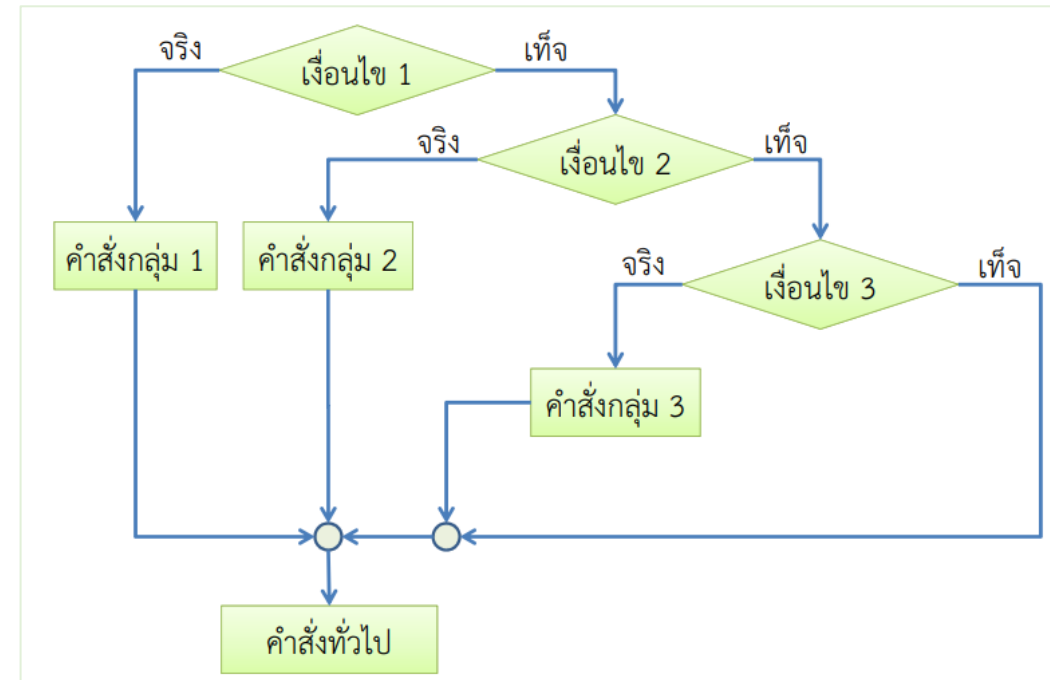 จริง
เงื่อนไข 1
เท็จ
จริง
เงื่อนไข 2
เท็จ
คำสั่งกลุ่ม 1
คำสั่งกลุ่ม 2
จริง
เงื่อนไข 3
เท็จ
คำสั่งกลุ่ม 3
คำสั่งทั่วไป